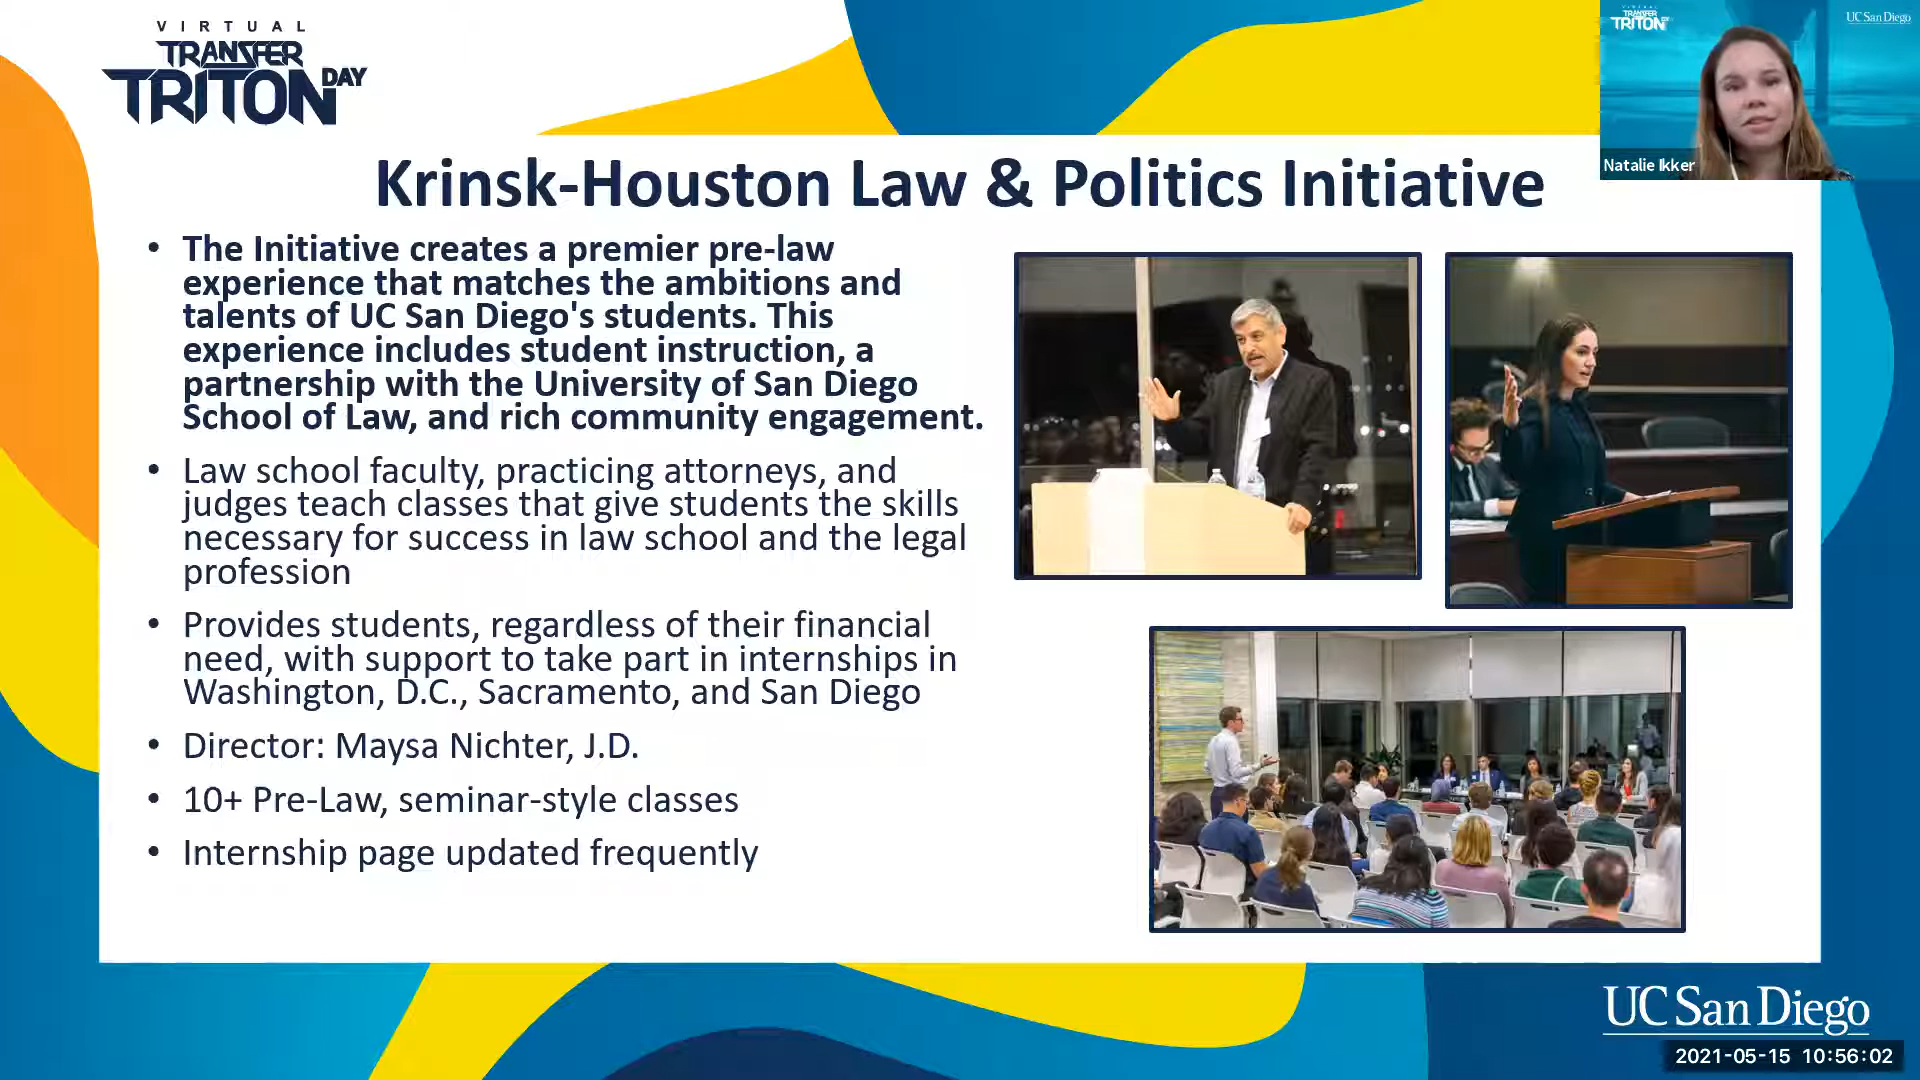 VIRTUAL
TRANSFER
TRITON DAY
VIRTUAL
TRANSFER
TRITON DAY
UC San Diego
Natalie Ikker
Krinsk-Houston Law & Politics Initiative
• The Initiative creates a premier pre-law
experience that matches the ambitions and
talents of UC San Diego's students. This
experience includes student instruction, a
partnership with the University of San Diego
School of Law, and rich community engagement.
• Law school faculty, practicing attorneys, and
judges teach classes that give students the skills
necessary for success in law school and the legal
profession
• Provides students, regardless of their financial
need, with support to take part in internships in
Washington, D.C., Sacramento, and San Diego
• Director: Maysa Nichter, J.D.
• 10+ Pre-Law, seminar-style classes
• Internship page updated frequently
UC San Diego
2021-05-15 10:56:02